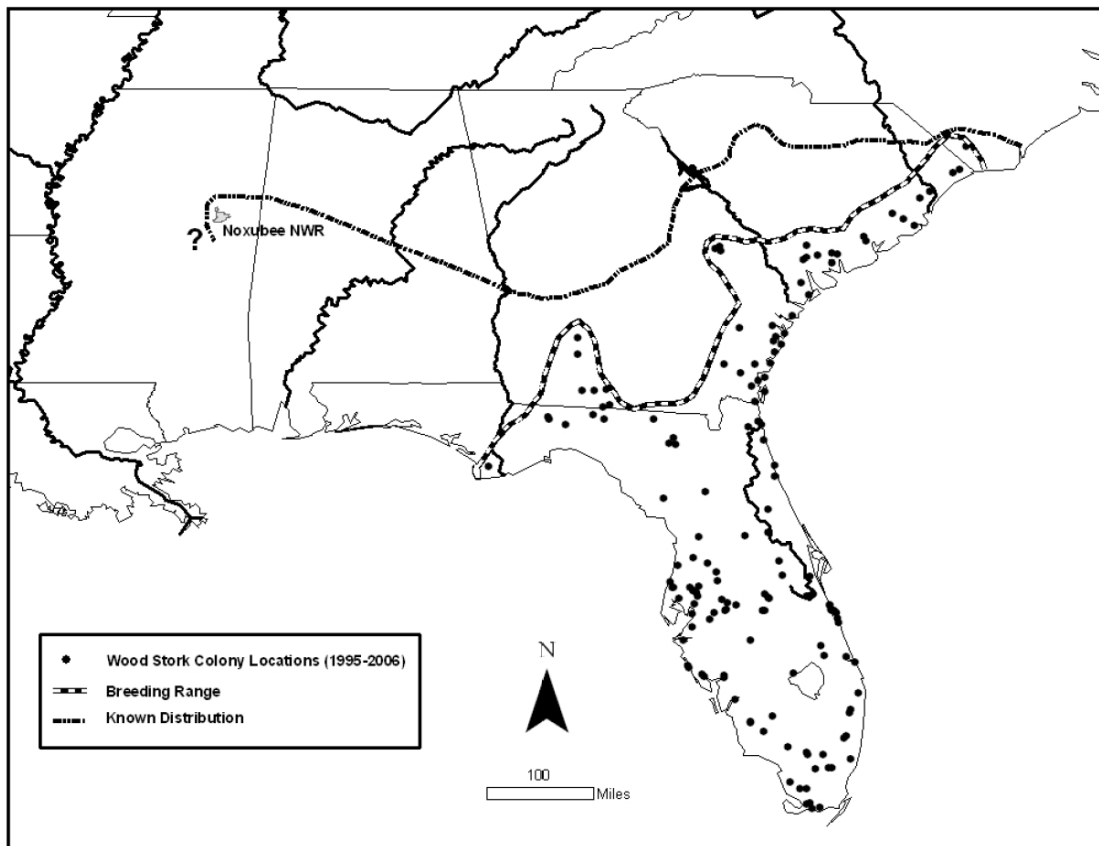 ?
Noxubee NWR
Wood Stork Colony Locations (1995-2006)
Breeding Range
Known Distribution
N
100
Miles